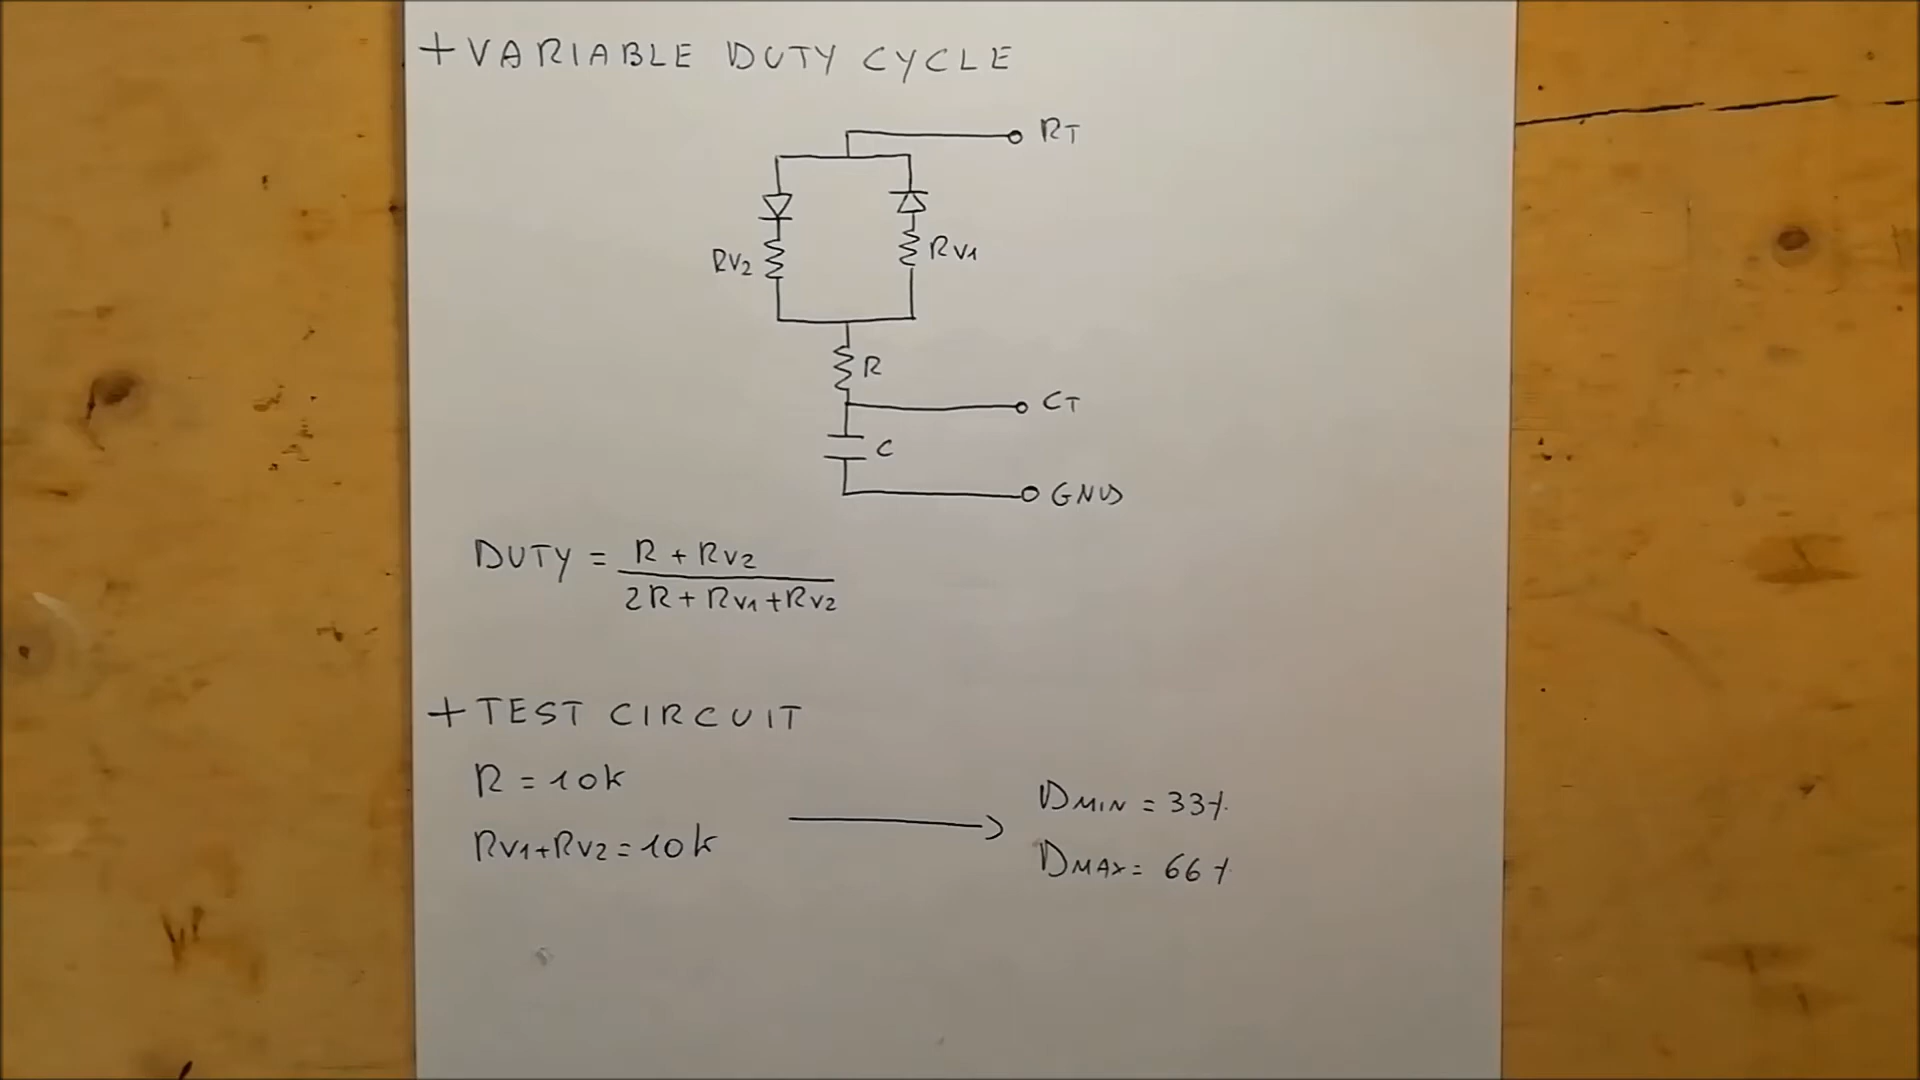 + VARIABLE DUTY CYCLE
RT
RV2
RV1
R
CT
C
GND
DUTY = R + RV2
2R + RV1 + RV2
+ TEST CIRCUIT
R = 10k
RV1+RV2 = 10k
DMIN = 33%
DMAX = 66%